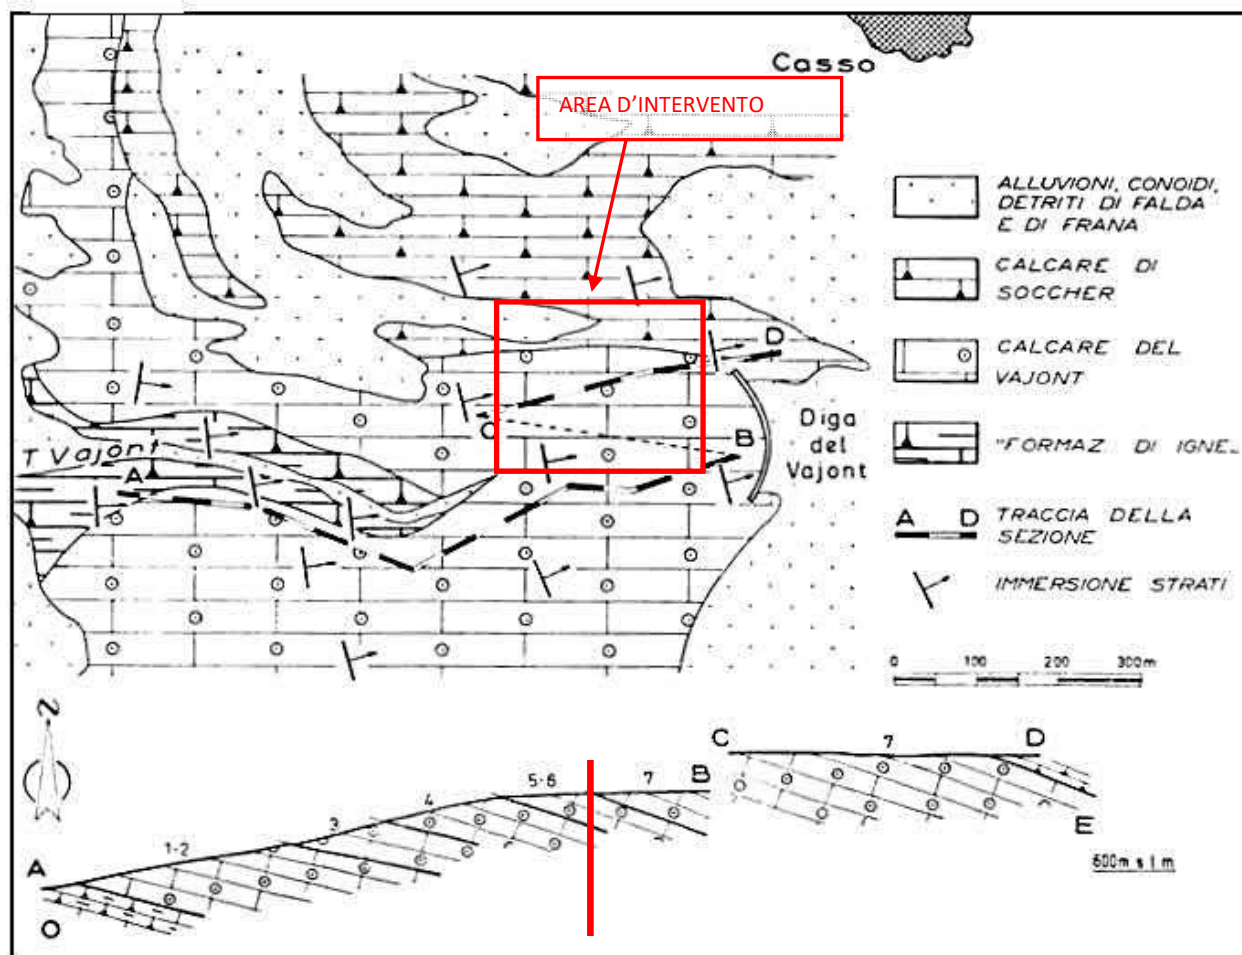 Casso
AREA D'INTERVENTO
ALLUVIONI, CONOIDI,
DETRITI DI FALDA
E DI FRANA
CALCARE DI
SOCCHER
CALCARE DEL
VAJONT
"FORMAZ. DI IGNE
A D TRACCIA DELLA
SEZIONE
IMMERSIONE STRATI
0 100 200 300m
D
C
B
Diga
del
Vajont
T Vajont
A
N
C 7 D
E
A 1-2 3 4 5-6 7 B
O
600m s l m